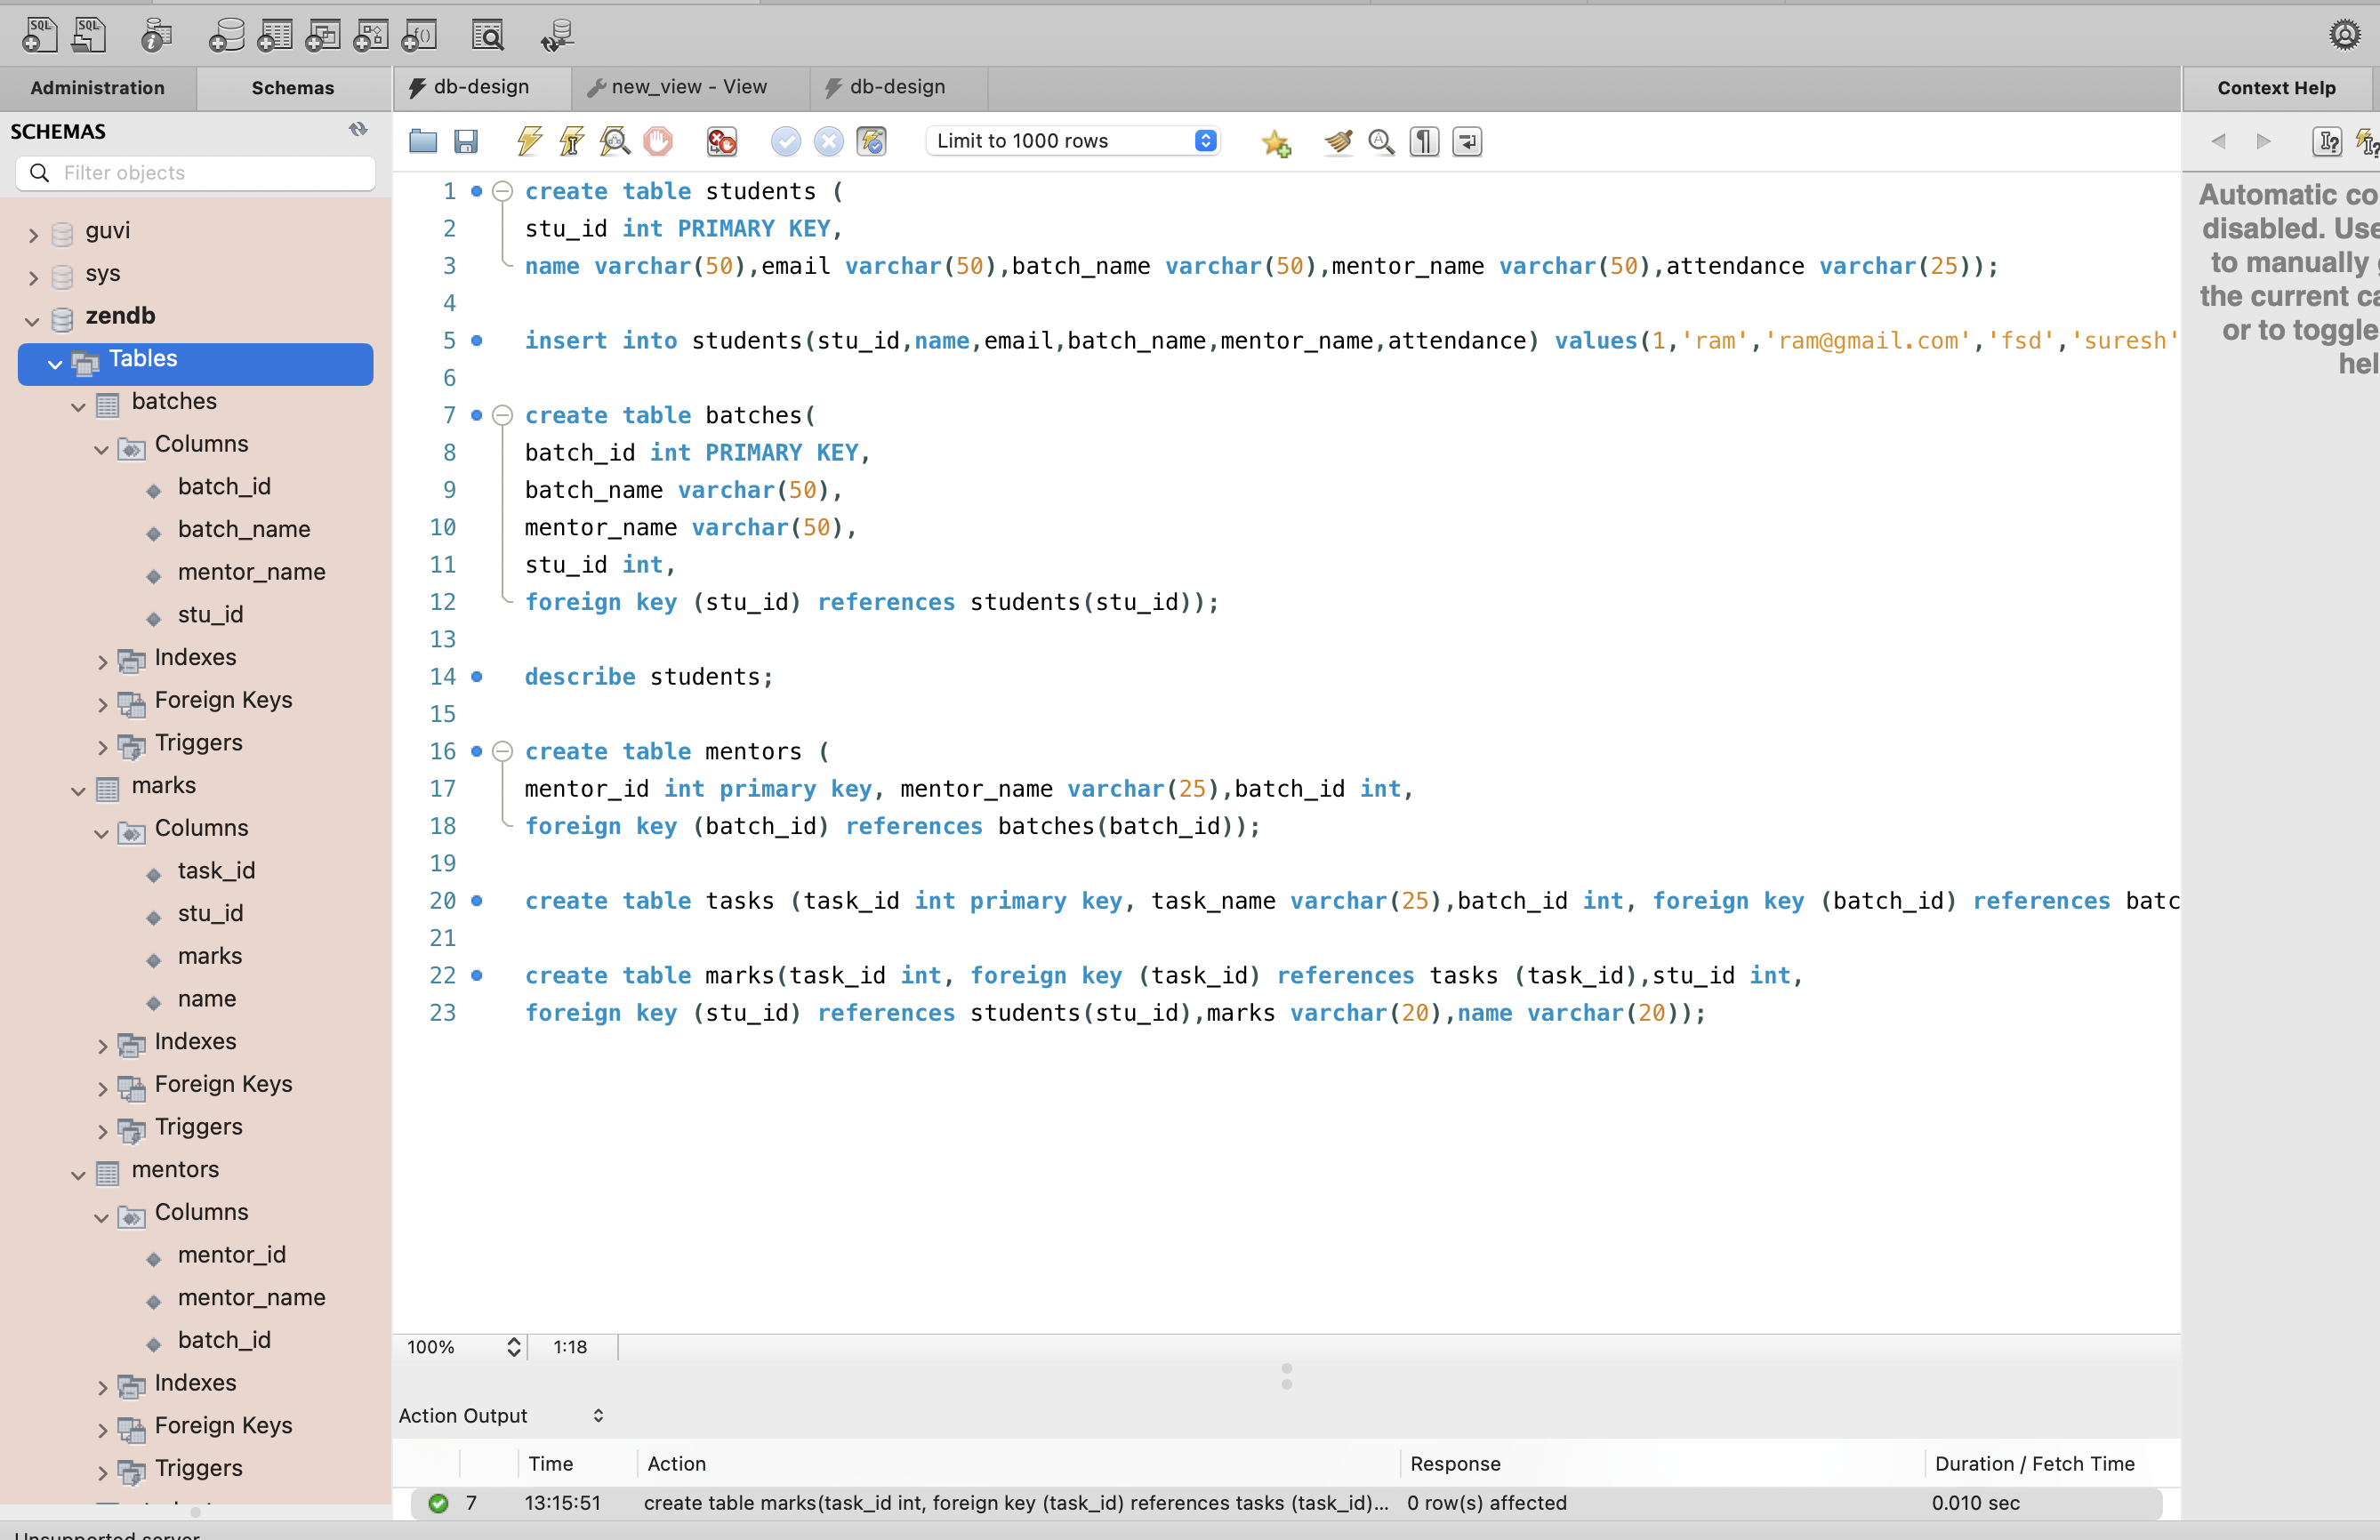 Administration
Schemas
db-design
new_view - View
db-design
Context Help
SCHEMAS
Filter objects
guvi
sys
zendb
Tables
batches
Columns
batch_id
batch_name
mentor_name
stu_id
Indexes
Foreign Keys
Triggers
marks
Columns
task_id
stu_id
marks
name
Indexes
Foreign Keys
Triggers
mentors
Columns
mentor_id
mentor_name
batch_id
Indexes
Foreign Keys
Triggers
Limit to 1000 rows
1 create table students (
2 stu_id int PRIMARY KEY,
3 name varchar(50),email varchar(50),batch_name varchar(50),mentor_name varchar(50),attendance varchar(25));
4
5 insert into students(stu_id,name,email,batch_name,mentor_name,attendance) values(1,'ram','ram@gmail.com','fsd','suresh'
6
7 create table batches(
8 batch_id int PRIMARY KEY,
9 batch_name varchar(50),
10 mentor_name varchar(50),
11 stu_id int,
12 foreign key (stu_id) references students(stu_id));
13
14 describe students;
15
16 create table mentors (
17 mentor_id int primary key, mentor_name varchar(25),batch_id int,
18 foreign key (batch_id) references batches(batch_id));
19
20 create table tasks (task_id int primary key, task_name varchar(25),batch_id int, foreign key (batch_id) references batc
21
22 create table marks(task_id int, foreign key (task_id) references tasks (task_id),stu_id int,
23 foreign key (stu_id) references students(stu_id),marks varchar(20),name varchar(20));
Automatic co
disabled. Use
to manually
the current ca
or to toggle
hel
100% 1:18
Action Output
Time Action Response Duration / Fetch Time
7 13:15:51 create table marks(task_id int, foreign key (task_id) references tasks (task_id)... 0 row(s) affected 0.010 sec
Unsupported server